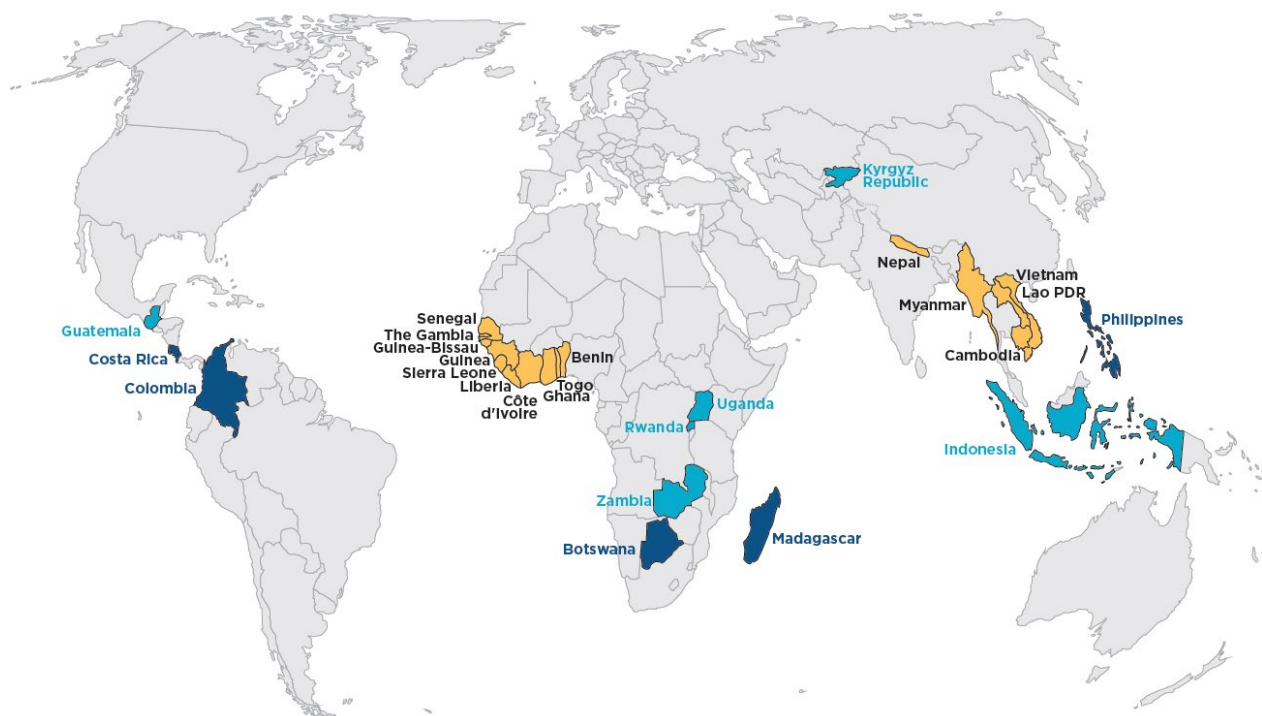 Kyrgyz
Republic
Nepal
Vietnam
Lao PDR
Myanmar
Philippines
Guatemala
Senegal
The Gambia
Guinea-Bissau
Costa Rica
Guinea
Benin
Cambodia
Sierra Leone
Colombia
Liberia
Togo
Côte
Ghana
d'Ivoire
Uganda
Rwanda
Indonesia
Zambia
Madagascar
Botswana